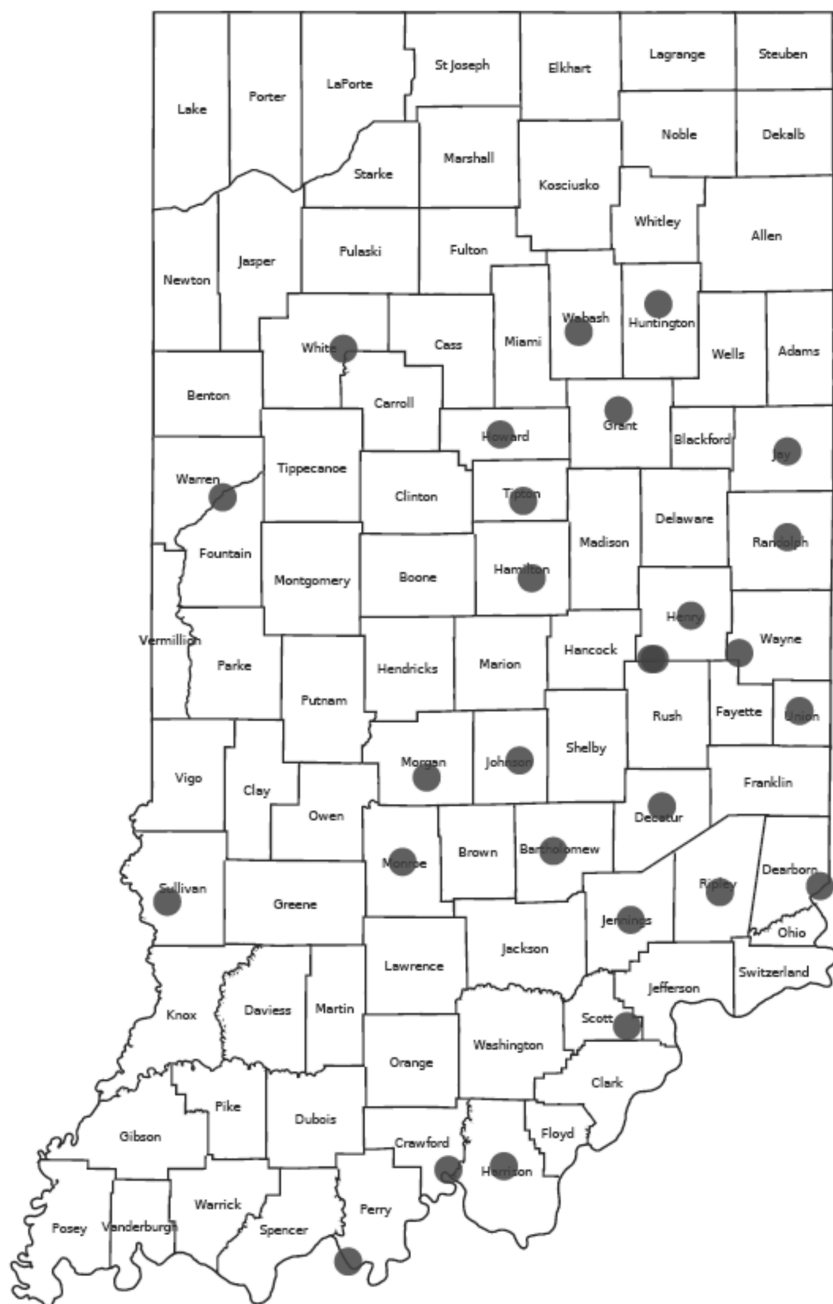 Lake
Porter
LaPorte
St Joseph
Elkhart
Lagrange
Steuben
Noble
Dekalb
Starke
Marshall
Kosciusko
Whitley
Allen
Newton
Jasper
Pulaski
Fulton
White
Cass
Miami
Wabash
Huntington
Wells
Adams
Benton
Carroll
Howard
Grant
Blackford
Jay
Warren
Tippecanoe
Clinton
Tipton
Madison
Delaware
Randolph
Fountain
Montgomery
Boone
Hamilton
Henry
Wayne
Vermillion
Parke
Putnam
Hendricks
Marion
Hancock
Rush
Fayette
Union
Vigo
Clay
Owen
Morgan
Johnson
Shelby
Decatur
Franklin
Sullivan
Greene
Monroe
Brown
Bartholomew
Jennings
Ripley
Dearborn
Ohio
Switzerland
Knox
Daviess
Martin
Lawrence
Jackson
Jefferson
Scott
Washington
Orange
Clark
Gibson
Pike
Dubois
Crawford
Harrison
Floyd
Posey
Vanderburgh
Warrick
Spencer
Perry